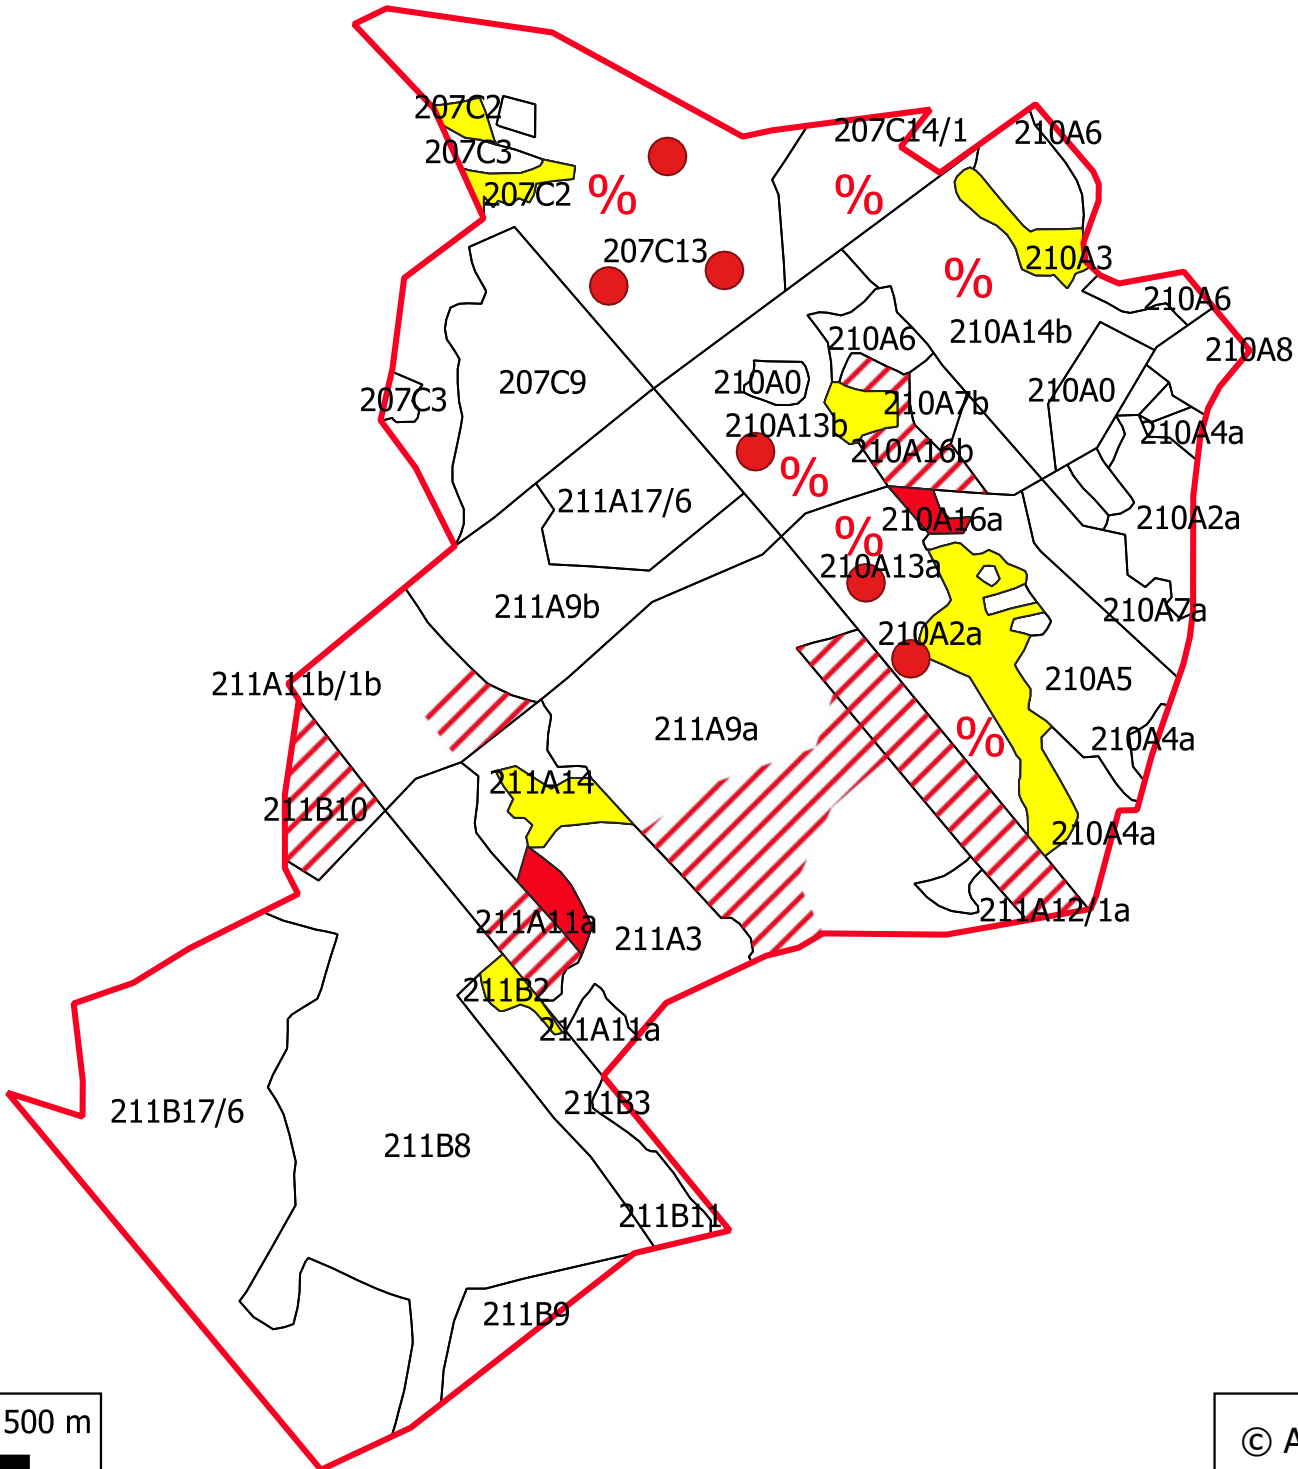 207C2
207C14/1
210A6
207C3
207C2
%
%
207C13
210A3
%
210A6
210A14b
210A6
210A8
207C9
210A0
210A0
207C3
210A7b
210A13b
210A4a
210A16b
%
211A17/6
210A16a
210A2a
%
210A13a
211A9b
210A7a
210A2a
210A5
211A11b/1b
211A9a
%
210A4a
211A14
211B10
210A4a
211A12/1a
211A11a
211A3
211B2
211A11a
211B3
211B17/6
211B8
211B11
211B9
500 m
© A